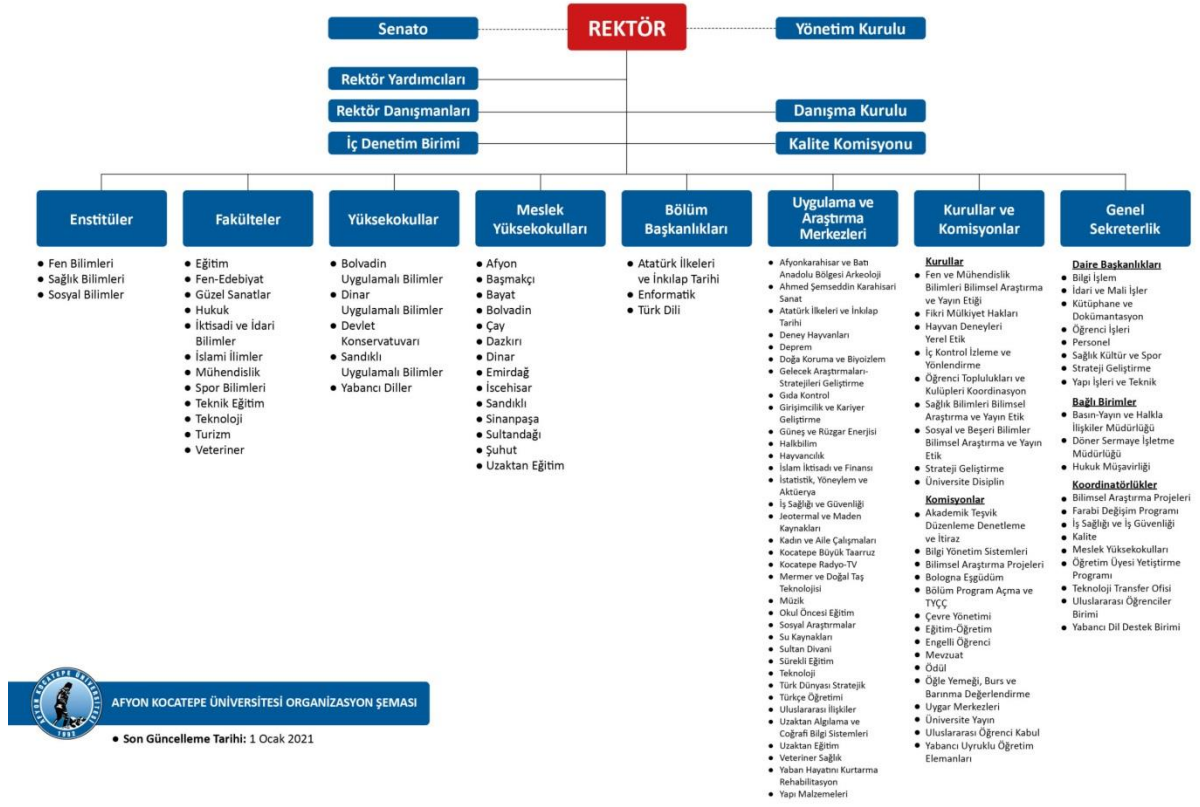 Senato
REKTÖR
Yönetim Kurulu
Rektör Yardımcıları
Rektör Danışmanları
Danışma Kurulu
İç Denetim Birimi
Kalite Komisyonu
Enstitüler
● Fen Bilimleri
● Sağlık Bilimleri
● Sosyal Bilimler
Fakülteler
● Eğitim
● Fen-Edebiyat
● Güzel Sanatlar
● Hukuk
● İktisadi ve İdari
Bilimler
● İslami İlimler
● Mühendislik
● Spor Bilimleri
● Teknik Eğitim
● Teknoloji
● Turizm
● Veteriner
Yüksekokullar
● Bolvadin
Uygulamalı Bilimler
● Dinar
Uygulamalı Bilimler
● Devlet
Konservatuvarı
● Sandıklı
Uygulamalı Bilimler
● Yabancı Diller
Meslek
Yüksekokulları
● Afyon
● Başmakçı
● Bayat
● Bolvadin
● Çay
● Dazkırı
● Dinar
● Emirdağ
● İscehisar
● Sandıklı
● Sinanpaşa
● Sultandağı
● Şuhut
● Uzaktan Eğitim
Bölüm
Başkanlıkları
● Atatürk İlkeleri
ve İnkılap Tarihi
● Enformatik
● Türk Dili
Uygulama ve
Araştırma
Merkezleri
● Afyonkarahisar ve Batı
Anadolu Bölgesi Arkeoloji
● Ahmed Şemseddin Karahisari
Sanat
● Atatürk İlkeleri ve İnkılap
Tarihi
● Deney Hayvanları
● Deprem
● Doğa Koruma ve Biyoizlem
● Gelecek Araştırmaları-
Stratejileri Geliştirme
● Gıda Kontrol
● Girişimcilik ve Kariyer
Geliştirme
● Güneş ve Rüzgar Enerjisi
● Halkbilim
● Hayvancılık
● İslam İktisadı ve Finansı
● İstatistik, Yöneylem ve
Aktüerya
● İş Sağlığı ve Güvenliği
● Jeotermal ve Maden
Kaynakları
● Kadın ve Aile Çalışmaları
● Kocatepe Büyük Taarruz
● Kocatepe Radyo-TV
● Mermer ve Doğal Taş
Teknolojisi
● Müzik
● Okul Öncesi Eğitim
● Sosyal Araştırmalar
● Su Kaynakları
● Sultan Divani
● Sürekli Eğitim
● Teknoloji
● Türk Dünyası Stratejik
● Türkçe Öğretimi
● Uluslararası İlişkiler
● Uzaktan Algılama ve
Coğrafi Bilgi Sistemleri
● Uzaktan Eğitim
● Veteriner Sağlık
● Yaban Hayatını Kurtarma
Rehabilitasyon
● Yapı Malzemeleri
Kurullar ve
Komisyonlar
Kurullar
● Fen ve Mühendislik
Bilimleri Bilimsel Araştırma
ve Yayın Etiği
● Fikri Mülkiyet Hakları
● Hayvan Deneyleri
Yerel Etik
● İç Kontrol İzleme ve
Yönlendirme
● Öğrenci Toplulukları ve
Kulüpleri Koordinasyon
● Sağlık Bilimleri Bilimsel
Araştırma ve Yayın Etik
● Sosyal ve Beşeri Bilimler
Bilimsel Araştırma ve Yayın
Etik
● Strateji Geliştirme
● Üniversite Disiplin
Komisyonlar
● Akademik Teşvik
Düzenleme Denetleme
ve İtiraz
● Bilgi Yönetim Sistemleri
● Bilimsel Araştırma Projeleri
● Bologna Eşgüdüm
● Bölüm Program Açma ve
TYÇÇ
● Çevre Yönetimi
● Eğitim-Öğretim
● Engelli Öğrenci
● Mevzuat
● Ödül
● Öğle Yemeği, Burs ve
Barınma Değerlendirme
● Uygar Merkezleri
● Üniversite Yayın
● Uluslararası Öğrenci Kabul
● Yabancı Uyruklu Öğretim
Elemanları
Genel
Sekreterlik
Daire Başkanlıkları
● Bilgi İşlem
● İdari ve Mali İşler
● Kütüphane ve
Dokümantasyon
● Öğrenci İşleri
● Personel
● Sağlık Kültür ve Spor
● Strateji Geliştirme
● Yapı İşleri ve Teknik
Bağlı Birimler
● Basın-Yayın ve Halkla
İlişkiler Müdürlüğü
● Döner Sermaye İşletme
Müdürlüğü
● Hukuk Müşavirliği
Koordinatörlükler
● Bilimsel Araştırma Projeleri
● Farabi Değişim Programı
● İş Sağlığı ve İş Güvenliği
● Kalite
● Meslek Yüksekokulları
● Öğretim Üyesi Yetiştirme
Programı
● Teknoloji Transfer Ofisi
● Uluslararası Öğrenciler
Birimi
● Yabancı Dil Destek Birimi
AFYON KOCATEPE ÜNİVERSİTESİ
1992
AFYON KOCATEPE ÜNİVERSİTESİ ORGANİZASYON ŞEMASI
● Son Güncelleme Tarihi: 1 Ocak 2021